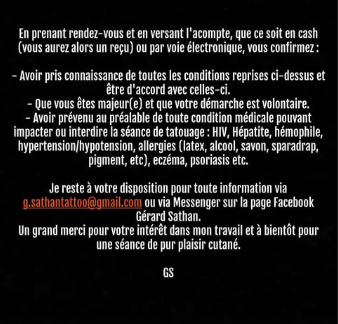 En prenant rendez-vous et en versant l'acompte, que ce soit en cash
(vous aurez alors un reçu) ou par voie électronique, vous confirmez :
- Avoir pris connaissance de toutes les conditions reprises ci-dessus et
être d'accord avec celles-ci.
- Que vous êtes majeur(e) et que votre démarche est volontaire.
- Avoir prévenu au préalable de toute condition médicale pouvant
impacter ou interdire la séance de tatouage : HIV, Hépatite, hémophile,
hypertension/hypotension, allergies (latex, alcool, savon, sparadrap,
pigment, etc), eczéma, psoriasis etc.
Je reste à votre disposition pour toute information via
g.sathantattoo@gmail.com ou via Messenger sur la page Facebook
Gérard Sathan.
Un grand merci pour votre intérêt dans mon travail et à bientôt pour
une séance de pur plaisir cutané.
GS